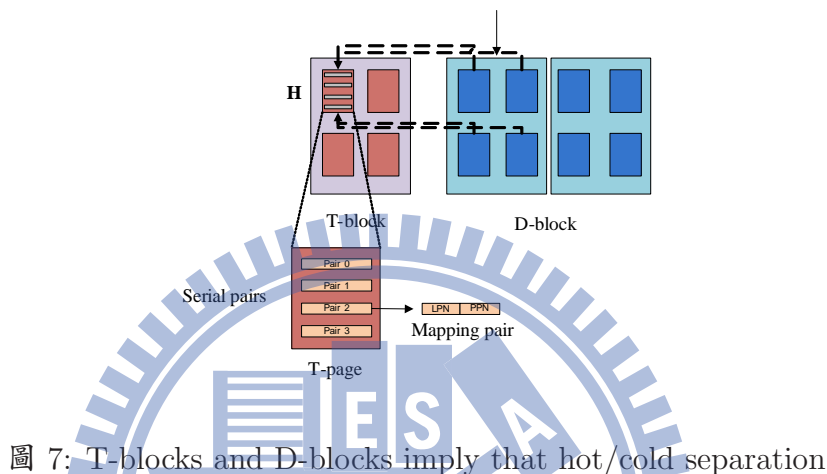 H
T-block
D-block
Pair 0
Pair 1
Serial pairs
Pair 2
LPN PPN
Mapping pair
Pair 3
T-page
E S A
圖 7: T-blocks and D-blocks imply that hot/cold separation